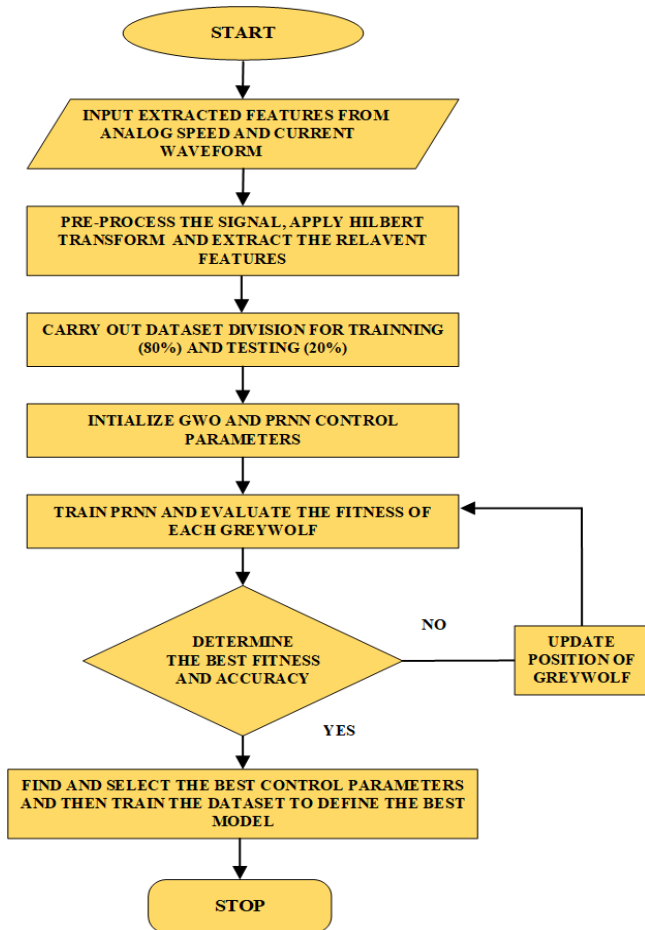 START
INPUT EXTRACTED FEATURES FROM
ANALOG SPEED AND CURRENT
WAVEFORM
PRE-PROCESS THE SIGNAL, APPLY HILBERT
TRANSFORM AND EXTRACT THE RELAVENT
FEATURES
CARRY OUT DATASET DIVISION FOR TRAINNING
(80%) AND TESTING (20%)
INTIALIZE GWO AND PRNN CONTROL
PARAMETERS
TRAIN PRNN AND EVALUATE THE FITNESS OF
EACH GREYWOLF
DETERMINE
THE BEST FITNESS
AND ACCURACY
NO
UPDATE
POSITION OF
GREYWOLF
YES
FIND AND SELECT THE BEST CONTROL PARAMETERS
AND THEN TRAIN THE DATASET TO DEFINE THE BEST
MODEL
STOP